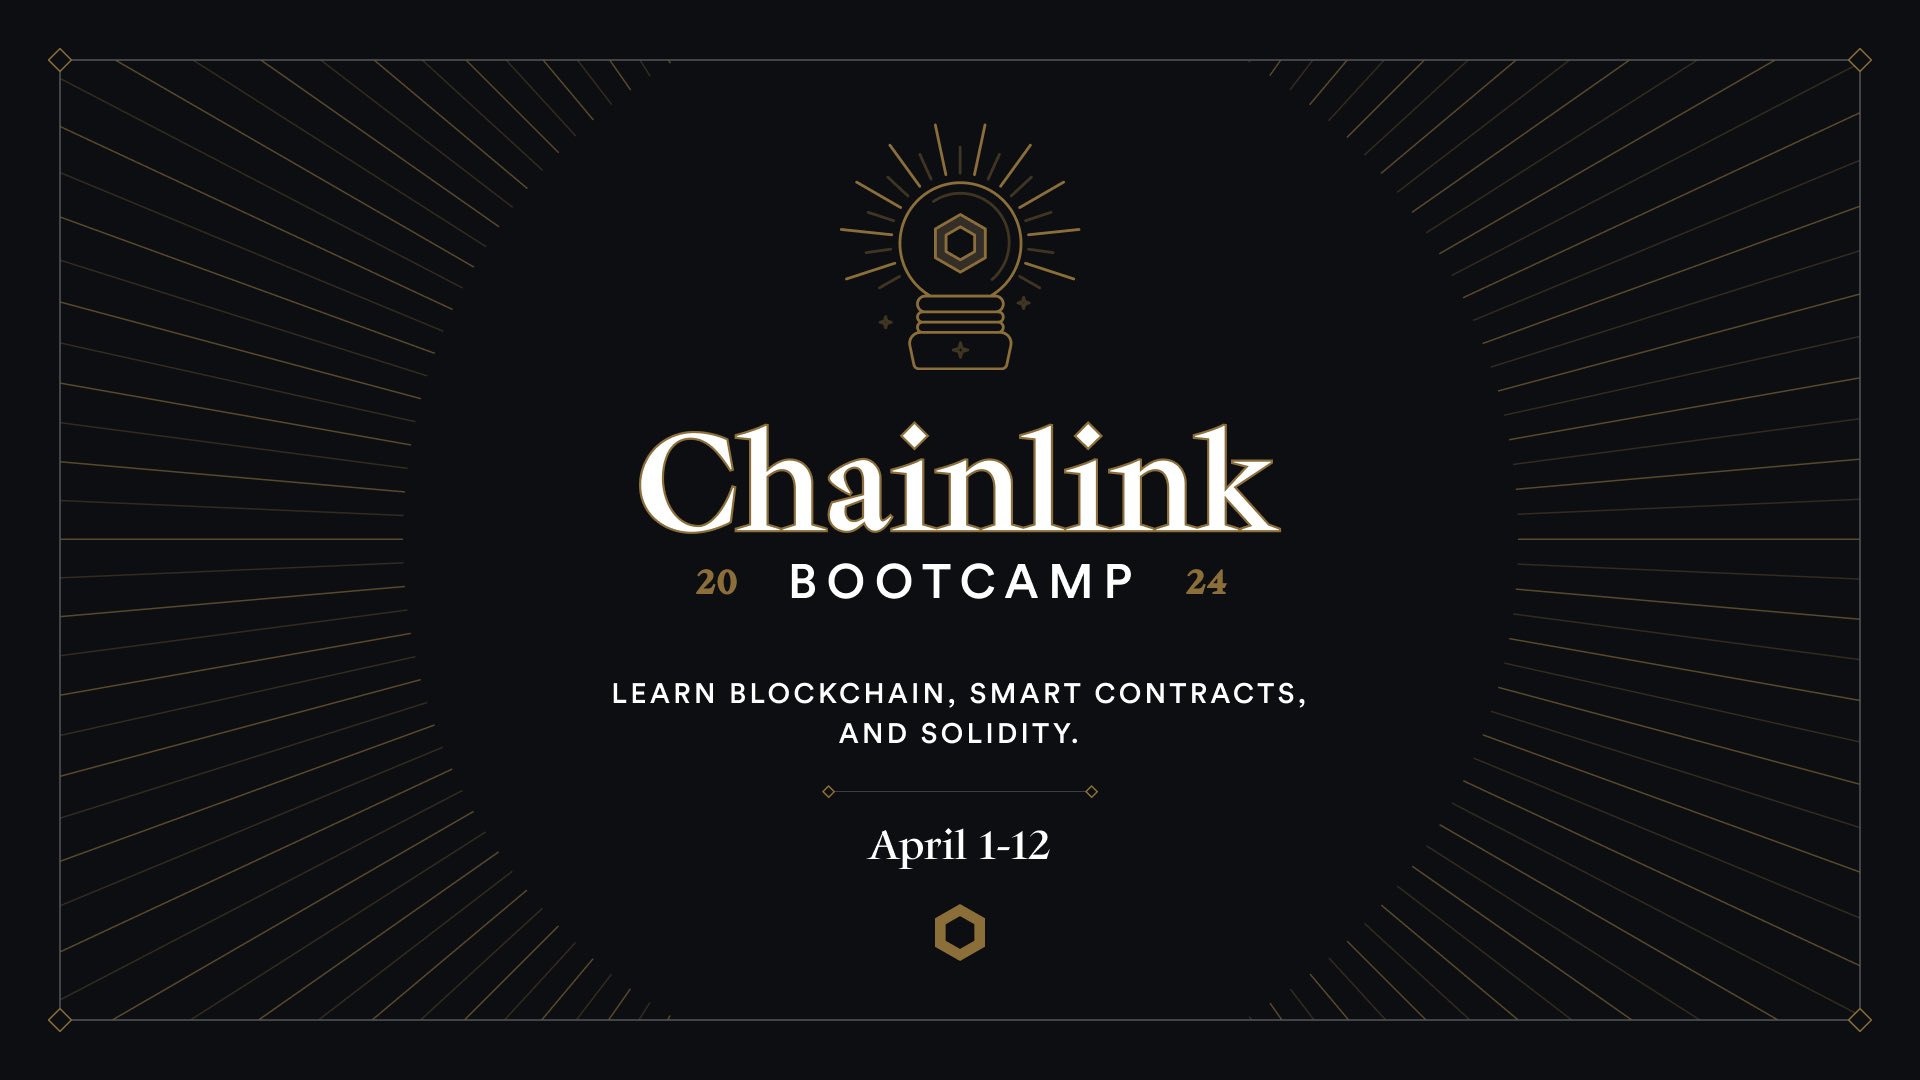 Chainlink
20 BOOTCAMP 24
LEARN BLOCKCHAIN, SMART CONTRACTS,
AND SOLIDITY.
April 1-12